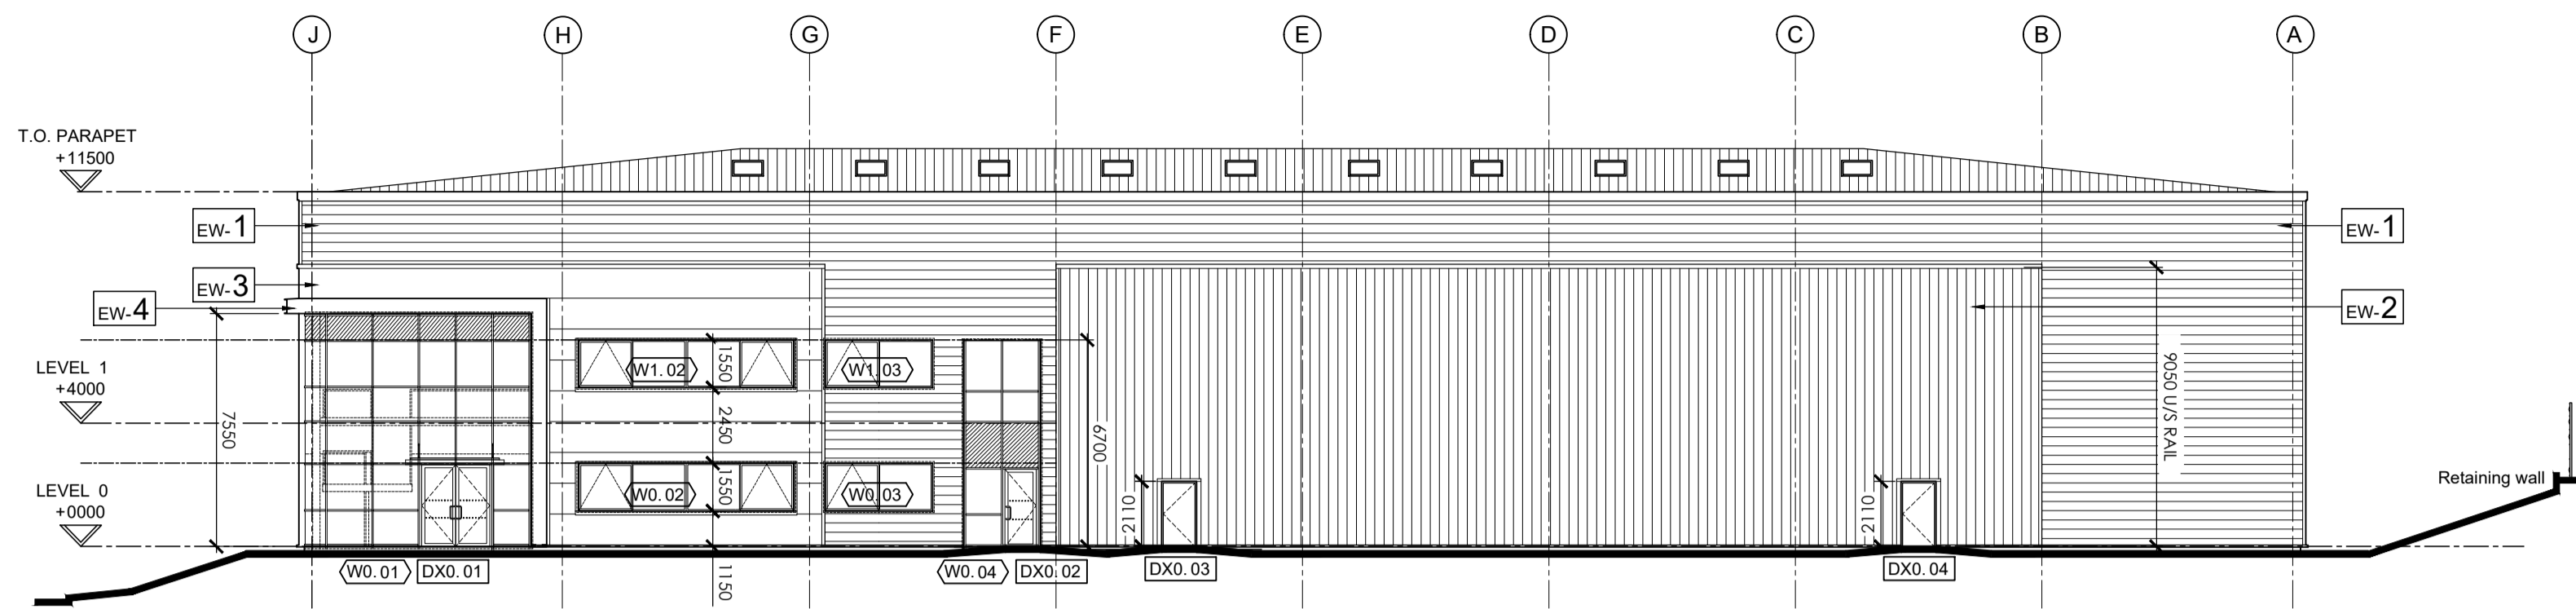 J H G F E D C B A
T.O. PARAPET
+11500
EW-1
EW-1
EW-3
EW-4
EW-2
LEVEL 1
+4000
LEVEL 0
+0000
7550
W1.02
1550
W1.03
2450
W0.02
1550
W0.03
1150
6700
2110
2110
9050 U/S RAIL
Retaining wall
W0.01
DX0.01
W0.04
DX0.02
DX0.03
DX0.04